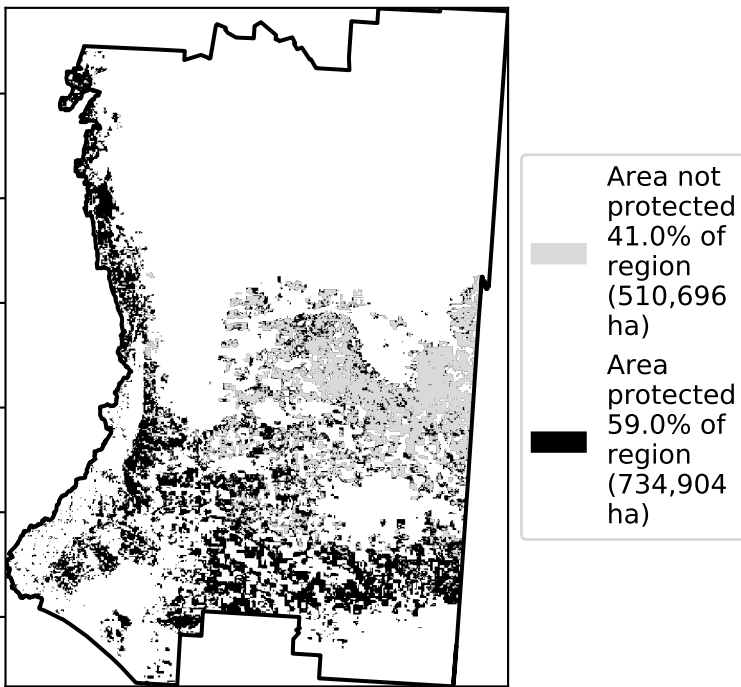 Area not
protected
41.0% of
region
(510,696
ha)
Area
protected
59.0% of
region
(734,904
ha)